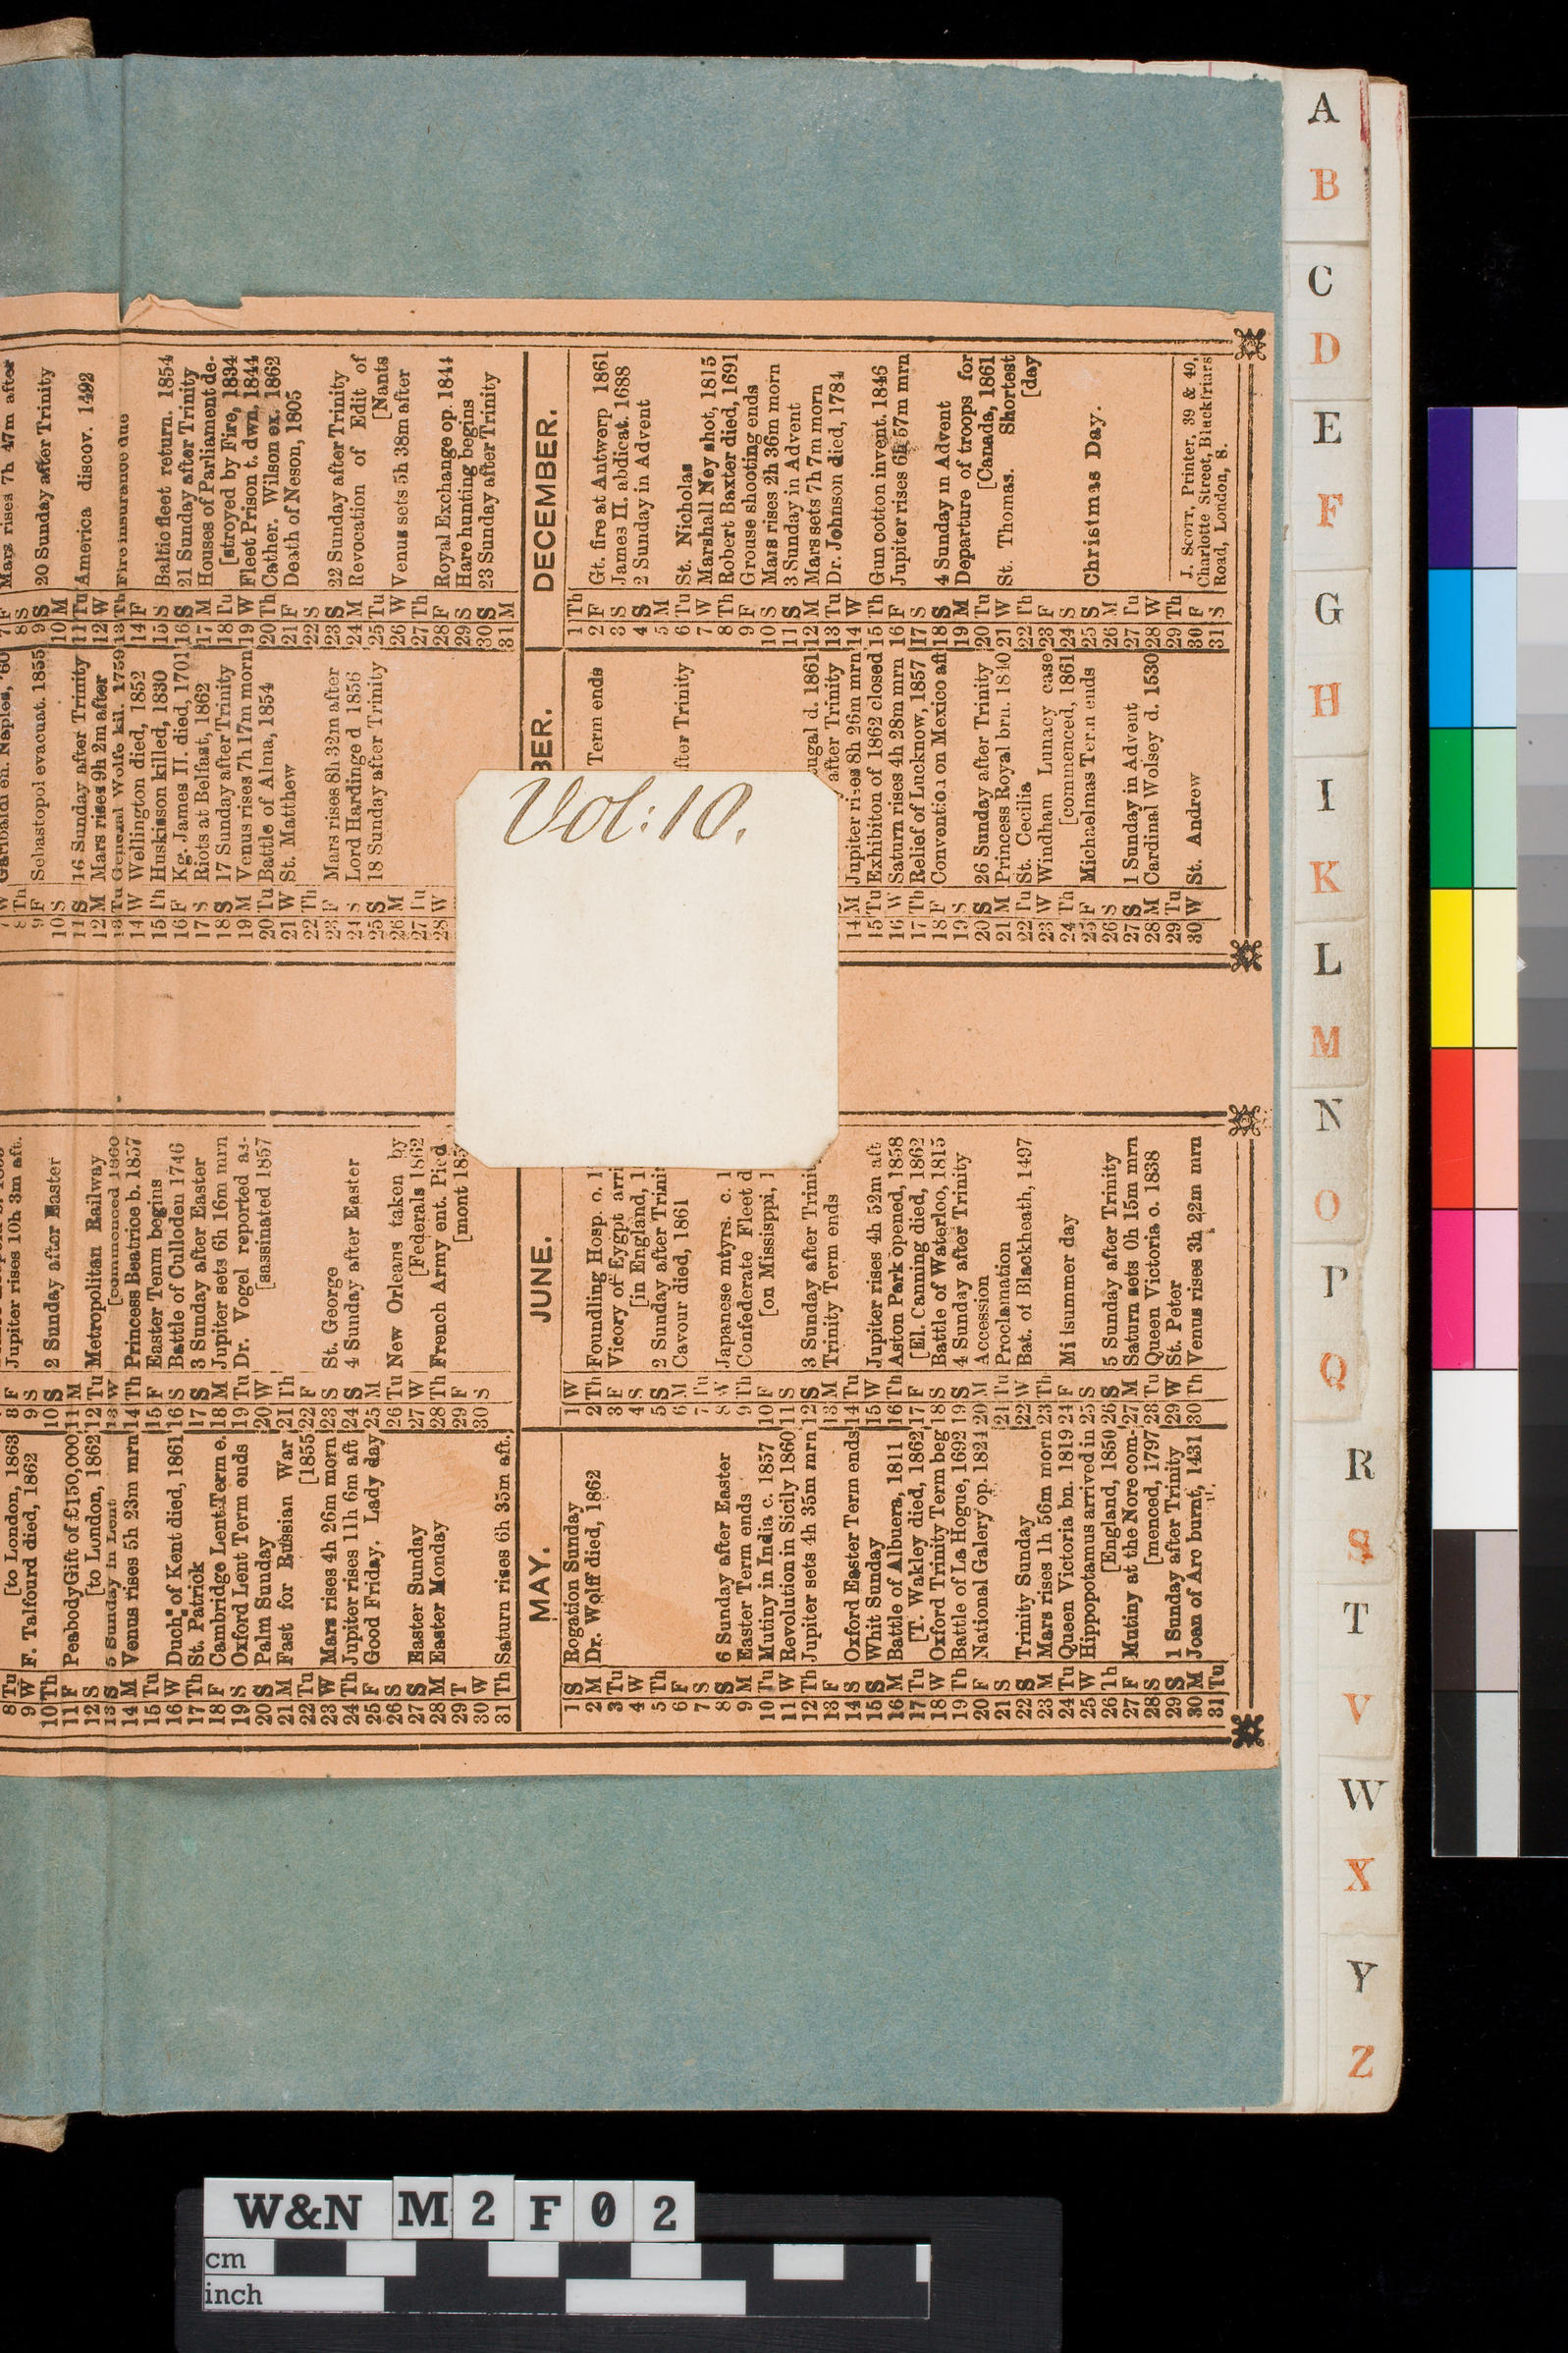 8 Tu [to London, 1863
9 W F. Talfourd died, 1862
10 Th
11 F Peabody Gift of £150,000
12 S [to London, 1862
13 S 5 Sunday in Lent
14 M Venus rises 5h 23m mrn
15 Tu
16 W Duch of Kent died, 1861
17 Th St. Patrick
18 F Cambridge Lent Term e.
19 S Oxford Lent Term ends
20 S Palm Sunday
21 M Fast for Russian War
22 Tu [1855
23 W Mars rises 4h 26m morn
24 Th Jupiter rises 11h 6m aft
25 F Good Friday. Lady day
26 S
27 S Easter Sunday
28 M Easter Monday
29 T
30 W
31 Th Saturn rises 6h 35m aft.
8 F Jupiter rises 10h 3m aft.
9 S
10 S 2 Sunday after Easter
11 M
12 Tu Metropolitan Railway
13 W [commenced 1860
14 Th Princess Beatrice b. 1857
15 F Easter Tenm begins
16 S Battle of Culloden 1746
17 S 3 Sunday after Easter
18 M Jupiter sets 6h 16m mrn
19 Tu Dr. Vogel reported as-
20 W [sassinated 1857
21 Th
22 F
23 S St. George
24 S 4 Sunday after Easter
25 M
26 Tu New Orleans taken by
27 W [Federals 1862
28 Th French Army ent. Pied
29 F [mont 185
30 S
7 W Garibaldi en. Naples, '60
8 Th
9 F Sebastopol evacuat. 1855
10 S
11 S 16 Sunday after Trinity
12 M Mars rises 9h 2m after
13 Tu General Wolfe kil. 1759
14 W Wellington died, 1852
15 Th Huskisson killed, 1830
16 F Kg. James II. died, 1701
17 S Riots at Belfast, 1862
18 S 17 Sunday after Trinity
19 M Venus rises 7h 17m morn
20 Tu Battle of Alma, 1854
21 W St. Matthew
22 Th
23 F Mars rises 8h 32m after
24 S Lord Hardinge d 1856
25 S 18 Sunday after Trinity
26 M
27 Tu
28 W
7 F Mars rises 7h 47m after
8 S
9 S 20 Sunday after Trinity
10 M
11 Tu America discov. 1492
12 W
13 Th Fire insurance due
14 F
15 S Baltic fleet return. 1854
16 S 21 Sunday after Trinity
17 M Houses of Parliament de-
18 Tu [stroyed by Fire, 1834
19 W Fleet Prison t. dwn, 1844
20 Th Cather. Wilson ex. 1862
21 F Death of Neson, 1805
22 S
23 S 22 Sunday after Trinity
24 M Revocation of Edit of
25 Tu [Nants
26 W Venus sets 5h 38m after
27 Th
28 F Royal Exchange op. 1844
29 S Hare hunting begins
30 S 23 Sunday after Trinity
31 M
MAY.
1 S Rogation Sunday
2 M Dr. Wolff died, 1862
3 Tu
4 W
5 Th
6 F
7 S
8 S 6 Sunday after Easter
9 M Easter Term ends
10 Tu Mutiny in India c. 1857
11 W Revolution in Sicily 1860
12 Th Jupiter sets 4h 35m mrn
13 F
14 S Oxford Easter Term ends
15 S Whit Sunday
16 M Battle of Albuera, 1811
17 Tu [T. Wakley died, 1862
18 W Oxford Trinity Term beg
19 Th Battle of La Hogue, 1692
20 F National Galery op. 1824
21 S
22 S Trinity Sunday
23 M Mars rises 1h 56m morn
24 Tu Queen Victoria bn. 1819
25 W Hippopotamus arrived in
26 Th [England, 1850
27 F Mutiny at the Nore com-
28 S [menced, 1797
29 S 1 Sunday after Trinity
30 M Joan of Arc burnt, 1431
31 Tu
JUNE.
1 W
2 Th Foundling Hosp. o. 1
3 F Viceroy of Eygpt arri
4 S [in England, 1
5 S 2 Sunday after Trinit
6 M Cavour died, 1861
7 Tu
8 W Japanese mtyrs. c. 1
9 Th Confederate Fleet d
10 F [on Missisppi, 1
11 S
12 S 3 Sunday after Trinit
13 M Trinity Term ends
14 Tu
15 W Jupiter rises 4h 52m aft
16 Th Aston Park opened, 1858
17 F [El. Canning died, 1862
18 S Battle of Waterloo, 1815
19 S 4 Sunday after Trinity
20 M Accession
21 Tu Proclamation
22 W Bat. of Blackheath, 1497
23 Th
24 F Mi lsummer day
25 S
26 S 5 Sunday after Trinity
27 M Saturn sets 0h 15m mrn
28 Tu Queen Victoria c. 1838
29 W St. Peter
30 Th Venus rises 3h 22m mrn
BER.
Term ends
fter Trinity
ugal d. 1861
after Trinity
14 M Jupiter rises 8h 26m mrn
15 Tu Exhibiton of 1862 closed
16 W Saturn rises 4h 28m mrn
17 Th Relief of Lucknow, 1857
18 F Convention on Mexico aft
19 S
20 S 26 Sunday after Trinity
21 M Princess Royal brn. 1840
22 Tu St. Cecilia
23 W Windham Lunacy case
24 Th [commenced, 1861
25 F Michaelmas Term ends
26 S
27 S 1 Sunday in Advent
28 M Cardinal Wolsey d. 1530
29 Tu
30 W St. Andrew
DECEMBER.
1 Th
2 F Gt. fire at Antwerp 1861
3 S James II. abdicat. 1688
4 S 2 Sunday in Advent
5 M
6 Tu St. Nicholas
7 W Marshall Ney shot, 1815
8 Th Robert Baxter died, 1691
9 F Grouse shooting ends
10 S Mars rises 2h 36m morn
11 S 3 Sunday in Advent
12 M Mars sets 7h 7m morn
13 Tu Dr. Johnson died, 1784
14 W
15 Th Gun cotton invent. 1846
16 F Jupiter rises 6h 57m mrn
17 S
18 S 4 Sunday in Advent
19 M Departure of troops for
20 Tu [Canada, 1861
21 W St. Thomas. Shortest
22 Th [day
23 F
24 S
25 S Christmas Day.
26 M
27 Tu
28 W
29 Th
30 F
31 S
J. SCOTT, Printer, 39 & 40,
Charlotte Street, Blackfriars
Road, London, S.
Vol: 10.
A
B
C
D
E
F
G
H
I
K
L
M
N
O
P
Q
R
S
T
V
W
X
Y
Z
W&N M2F02
cm
inch